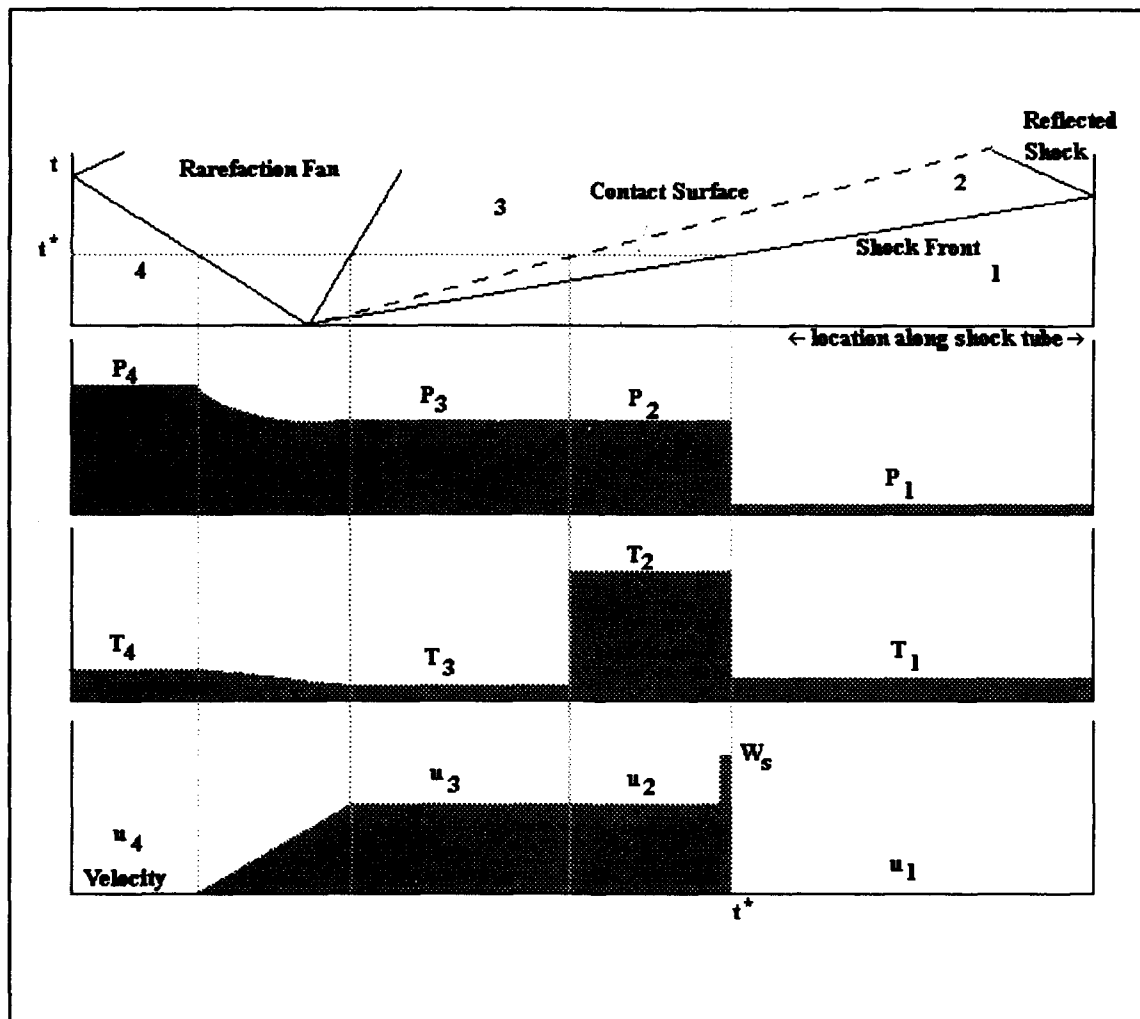 Reflected
Shock
t
Rarefaction Fan
Contact Surface
3
2
t*
4
Shock Front
1
← location along shock tube →
P4
P3
P2
P1
T4
T3
T2
T1
Ws
u3
u2
u4
Velocity
u1
t*